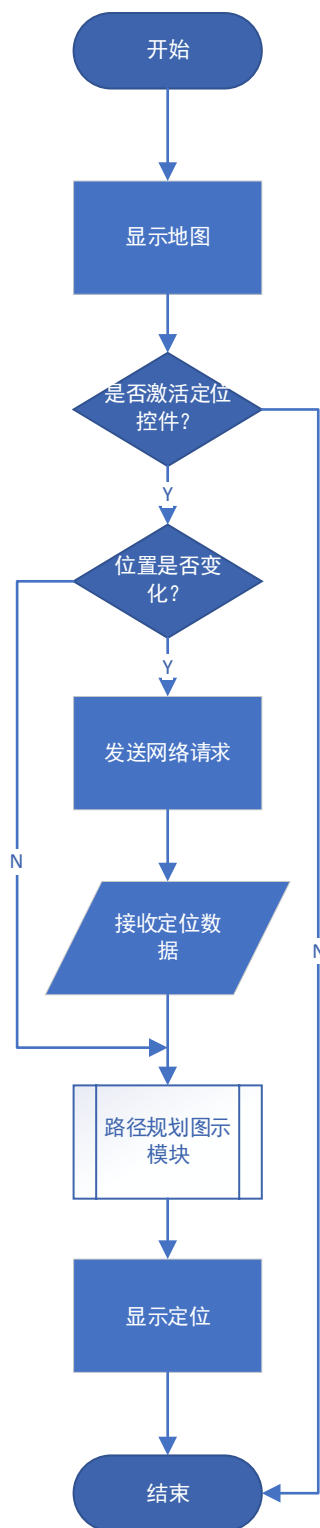 开始
显示地图
是否激活定位
控件?
Y
位置是否变
化?
Y
发送网络请求
N
接收定位数
据
N
路径规划图示
模块
显示定位
结束